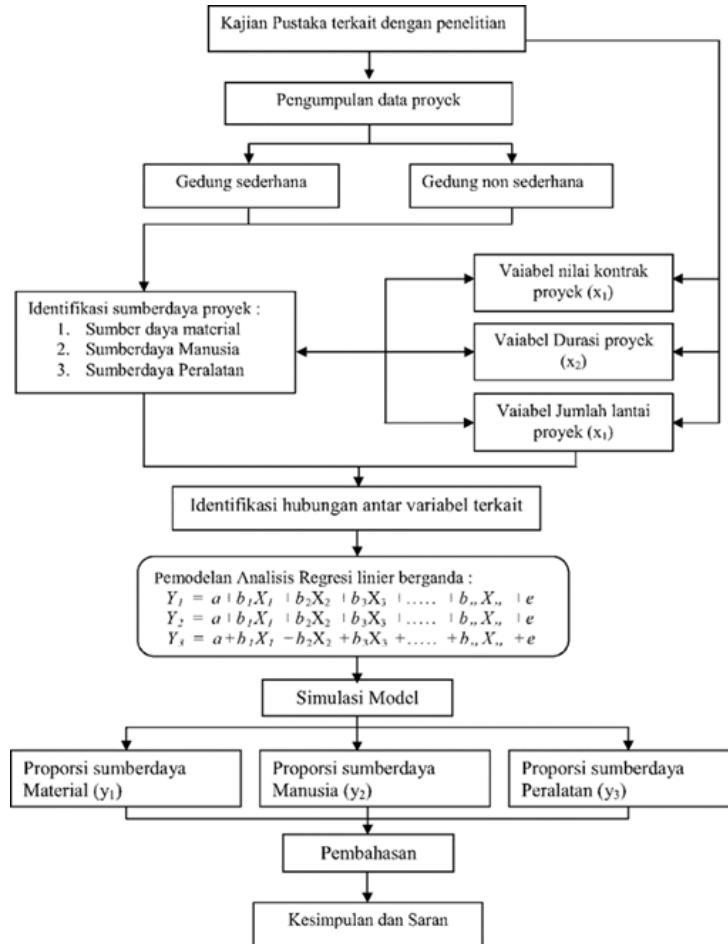 Kajian Pustaka terkait dengan penelitian
Pengumpulan data proyek
Gedung sederhana
Gedung non sederhana
Identifikasi sumberdaya proyek :
1. Sumber daya material
2. Sumberdaya Manusia
3. Sumberdaya Peralatan
Vaiabel nilai kontrak
proyek (x₁)
Vaiabel Durasi proyek
(x₂)
Vaiabel Jumlah lantai
proyek (x₁)
Identifikasi hubungan antar variabel terkait
Pemodelan Analisis Regresi linier berganda :
Y₁ = a + b₁X₁ + b₂X₂ + b₃X₃ + ..... + bₙXₙ + e
Y₂ = a + b₁X₁ + b₂X₂ + b₃X₃ + ..... + bₙXₙ + e
Y₃ = a + b₁X₁ − b₂X₂ + b₃X₃ + ..... + bₙXₙ + e
Simulasi Model
Proporsi sumberdaya
Material (y₁)
Proporsi sumberdaya
Manusia (y₂)
Proporsi sumberdaya
Peralatan (y₃)
Pembahasan
Kesimpulan dan Saran